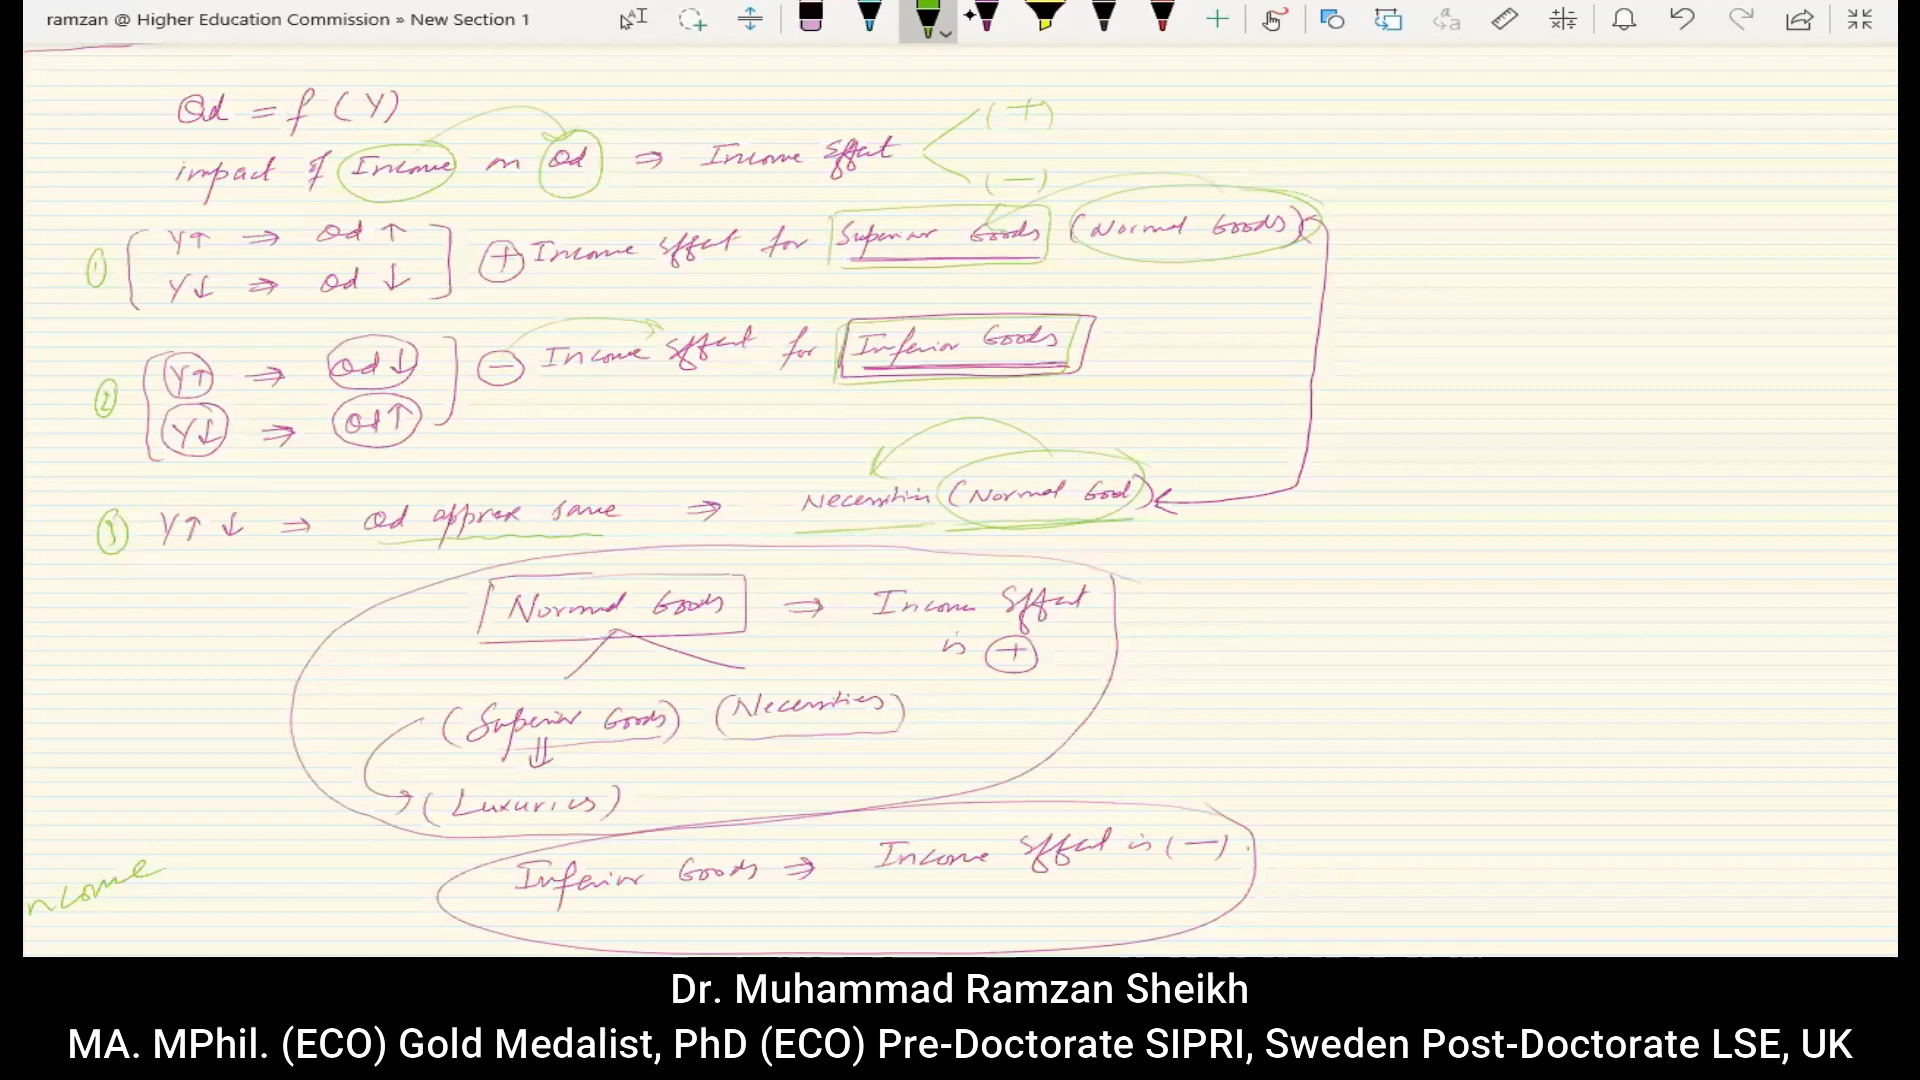 ramzan @ Higher Education Commission » New Section 1
Qd = f (Y)
impact of Income on Qd ⇒ Income Effect (+) (-)
① Y↑ ⇒ Qd ↑
Y↓ ⇒ Qd ↓
+ Income Effect for Superior Goods (Normal Goods)
② Y↑ ⇒ Qd ↓
Y↓ ⇒ Qd ↑
- Income Effect for Inferior Goods
③ Y↑ ↓ ⇒ Qd approx same ⇒ Necessities (Normal Good)
Normal Goods ⇒ Income Effect
is +
(Superior Goods) (Necessities)
⇓
(Luxuries)
Inferior Goods ⇒ Income Effect is (-).
ncome
Dr. Muhammad Ramzan Sheikh
MA. MPhil. (ECO) Gold Medalist, PhD (ECO) Pre-Doctorate SIPRI, Sweden Post-Doctorate LSE, UK